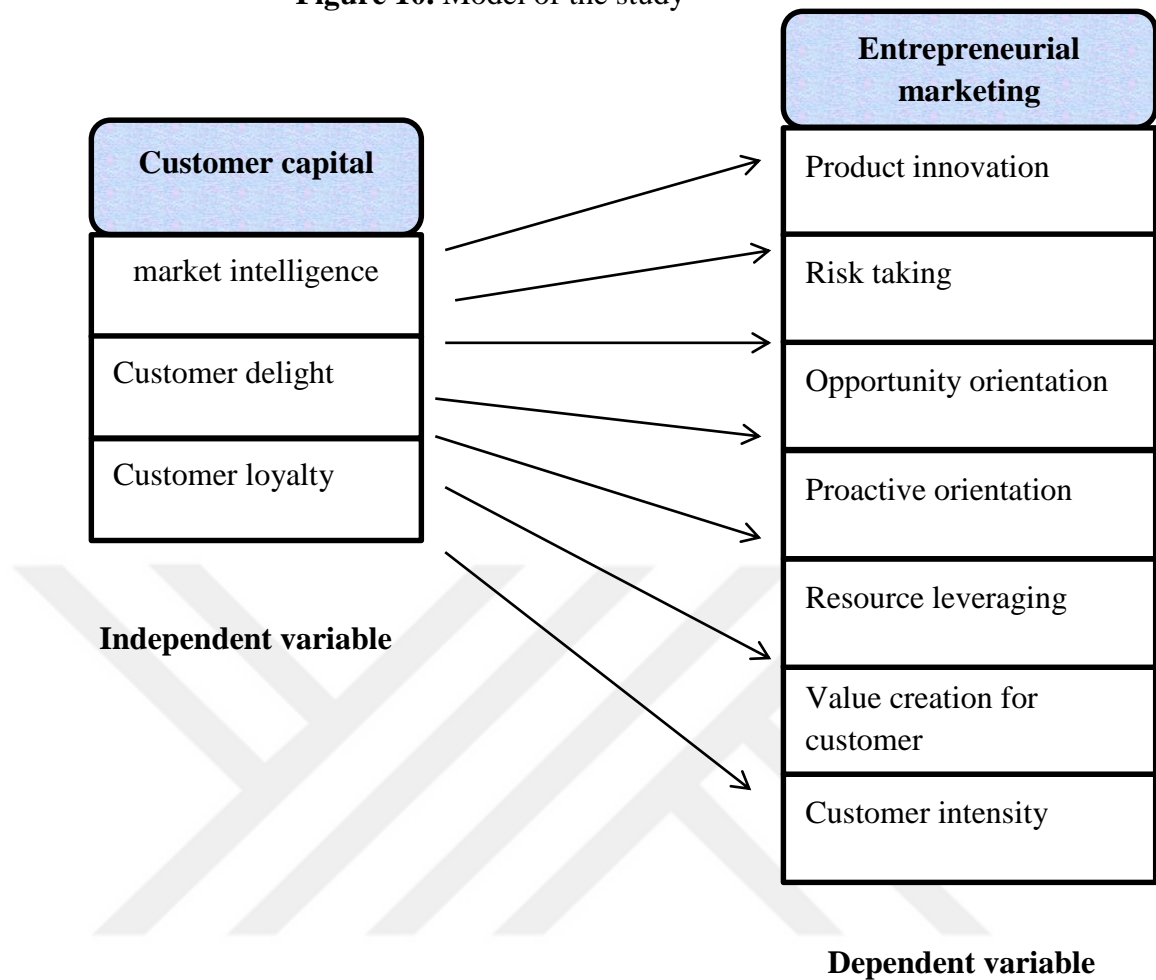 Figure 10. Model of the study
Entrepreneurial
marketing
Product innovation
Risk taking
Opportunity orientation
Proactive orientation
Resource leveraging
Value creation for
customer
Customer intensity
Dependent variable
Customer capital
market intelligence
Customer delight
Customer loyalty
Independent variable